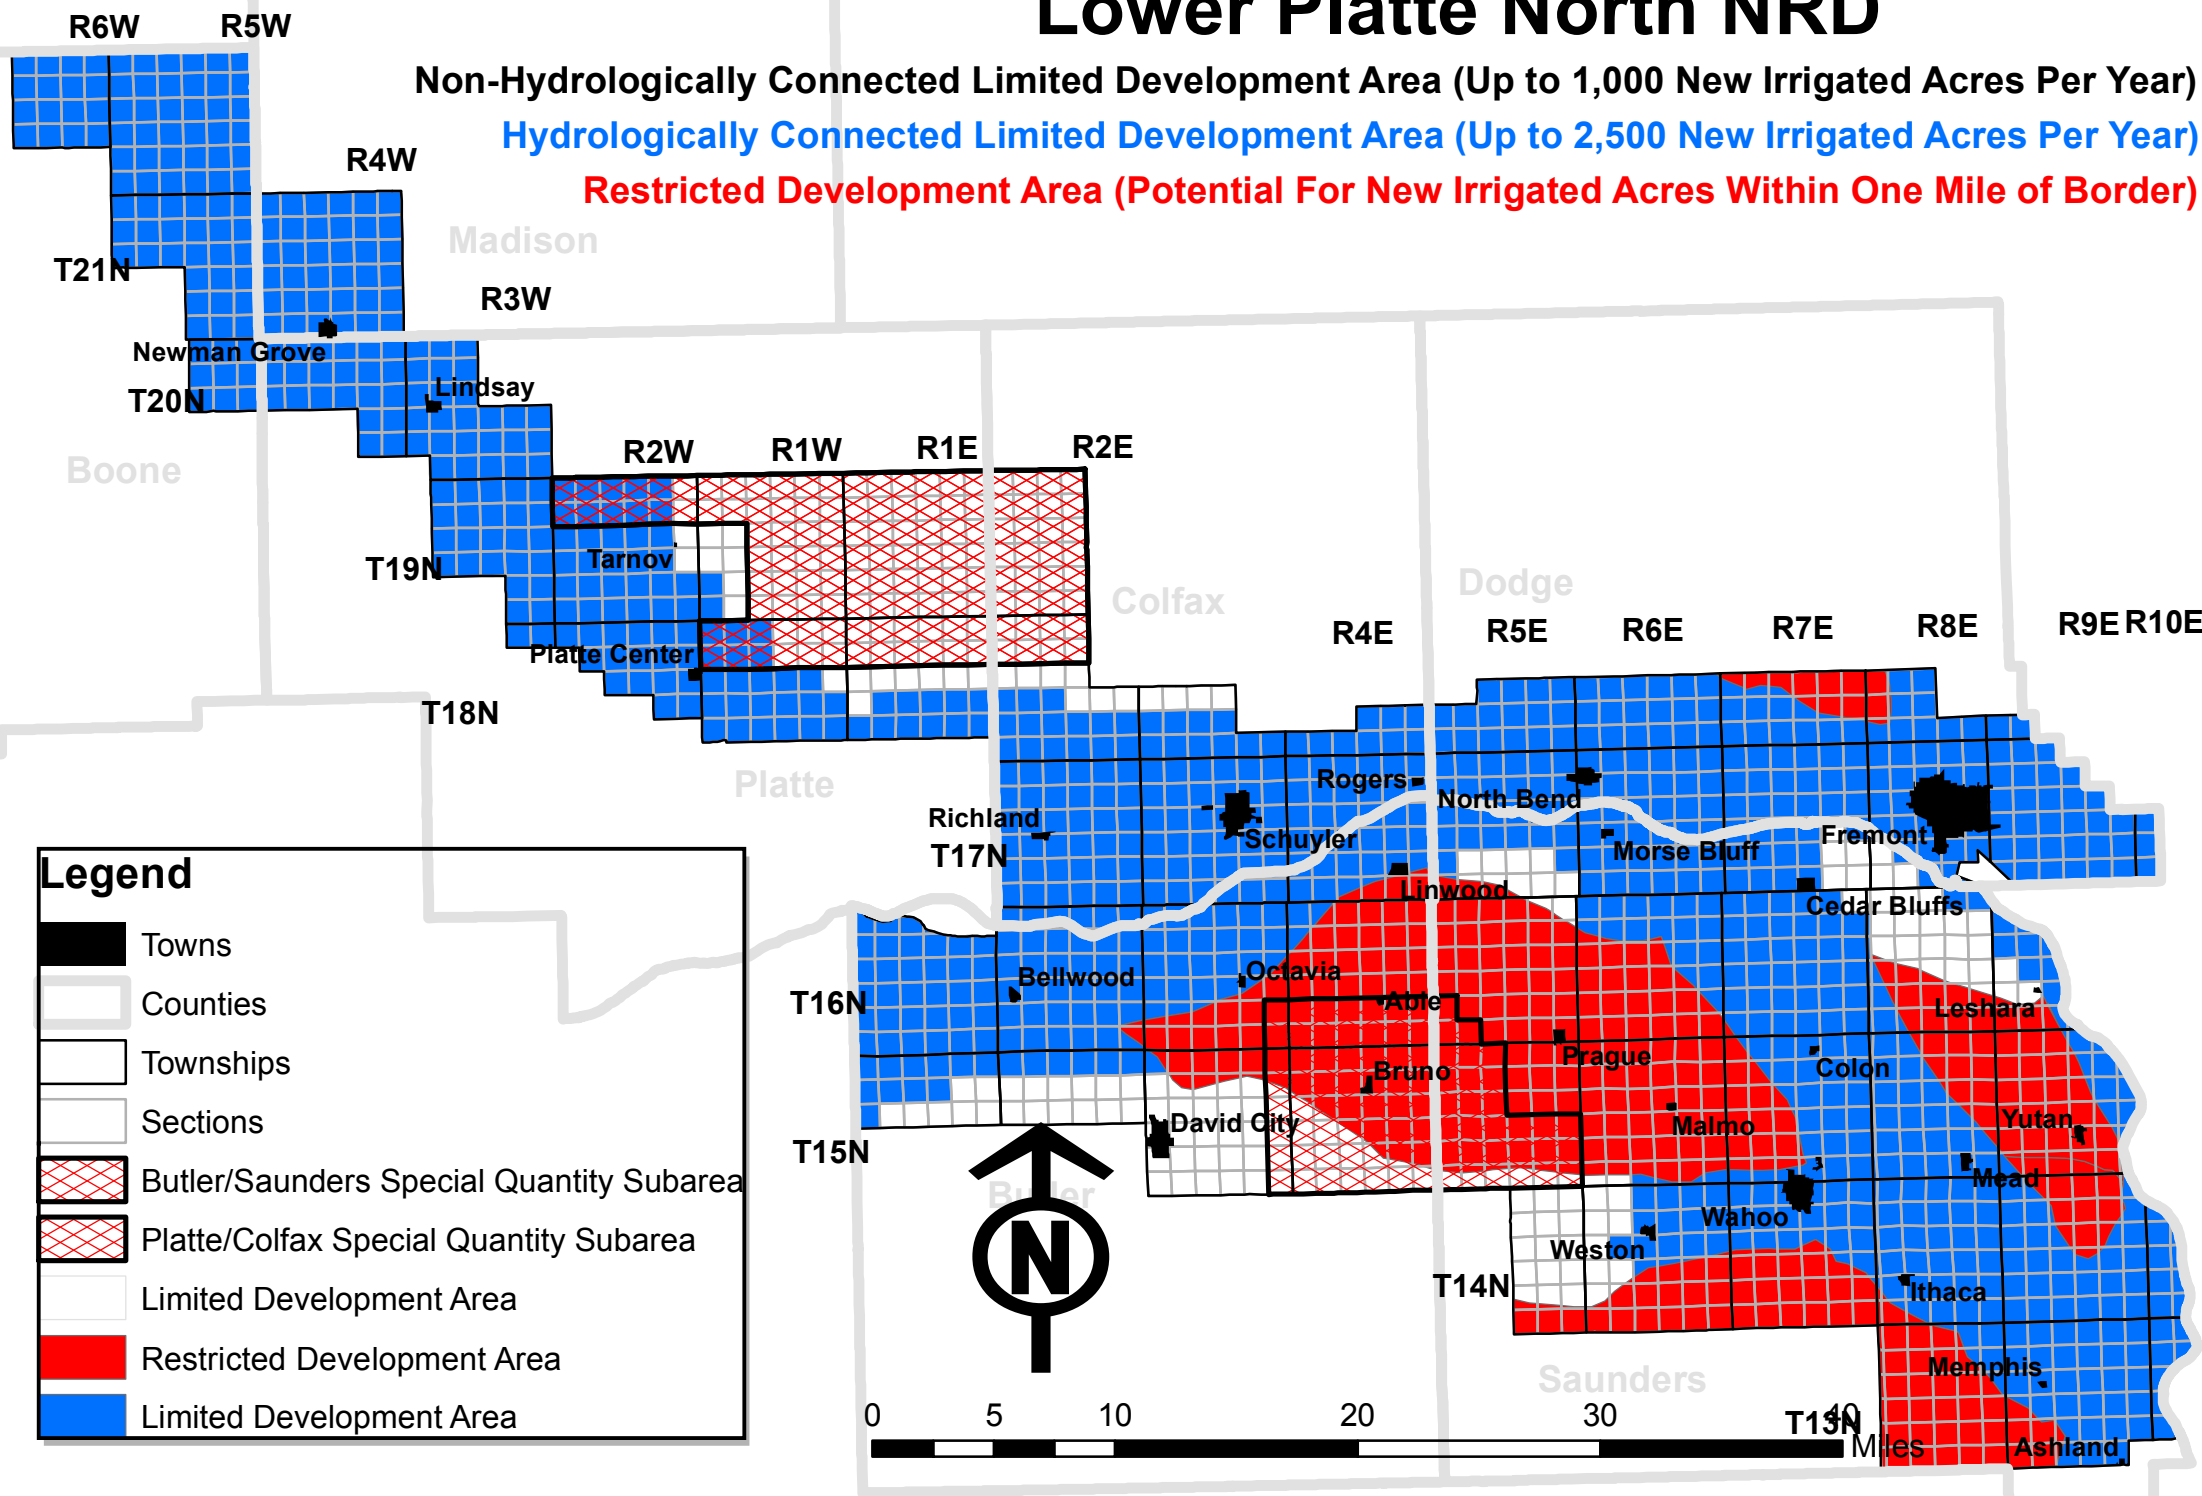 Lower Platte North NRD
Non-Hydrologically Connected Limited Development Area (Up to 1,000 New Irrigated Acres Per Year)
Hydrologically Connected Limited Development Area (Up to 2,500 New Irrigated Acres Per Year)
Restricted Development Area (Potential For New Irrigated Acres Within One Mile of Border)
R6W
R5W
R4W
Madison
T21N
R3W
Newman Grove
T20N
Lindsay
Boone
R2W
R1W
R1E
R2E
Tarnov
T19N
Colfax
Dodge
R4E
R5E
R6E
R7E
R8E
R9E
R10E
Platte Center
T18N
Platte
Rogers
North Bend
Richland
Schuyler
Fremont
T17N
Morse Bluff
Linwood
Cedar Bluffs
Bellwood
Octavia
T16N
Able
Leshara
Prague
Bruno
Colon
David City
Malmo
Yutan
T15N
Mead
Butler
Wahoo
Weston
N
T14N
Ithaca
Saunders
Memphis
T13N
Ashland
0
5
10
20
30
40
Miles
Legend
Towns
Counties
Townships
Sections
Butler/Saunders Special Quantity Subarea
Platte/Colfax Special Quantity Subarea
Limited Development Area
Restricted Development Area
Limited Development Area